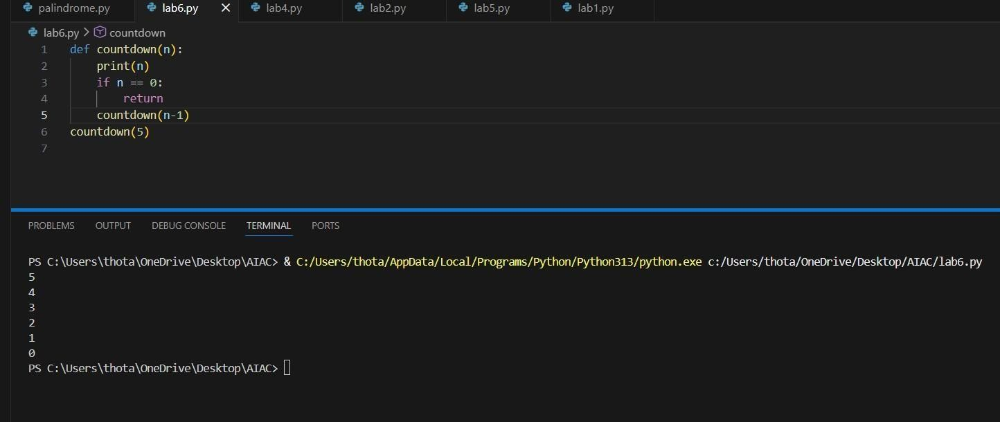 palindrome.py lab6.py lab4.py lab2.py lab5.py lab1.py
lab6.py > countdown
1 def countdown(n):
2     print(n)
3     if n == 0:
4         return
5     countdown(n-1)
6 countdown(5)
7
PROBLEMS OUTPUT DEBUG CONSOLE TERMINAL PORTS
PS C:\Users\thota\OneDrive\Desktop\AIAC> & C:/Users/thota/AppData/Local/Programs/Python/Python313/python.exe c:/Users/thota/OneDrive/Desktop/AIAC/lab6.py
5
4
3
2
1
0
PS C:\Users\thota\OneDrive\Desktop\AIAC>